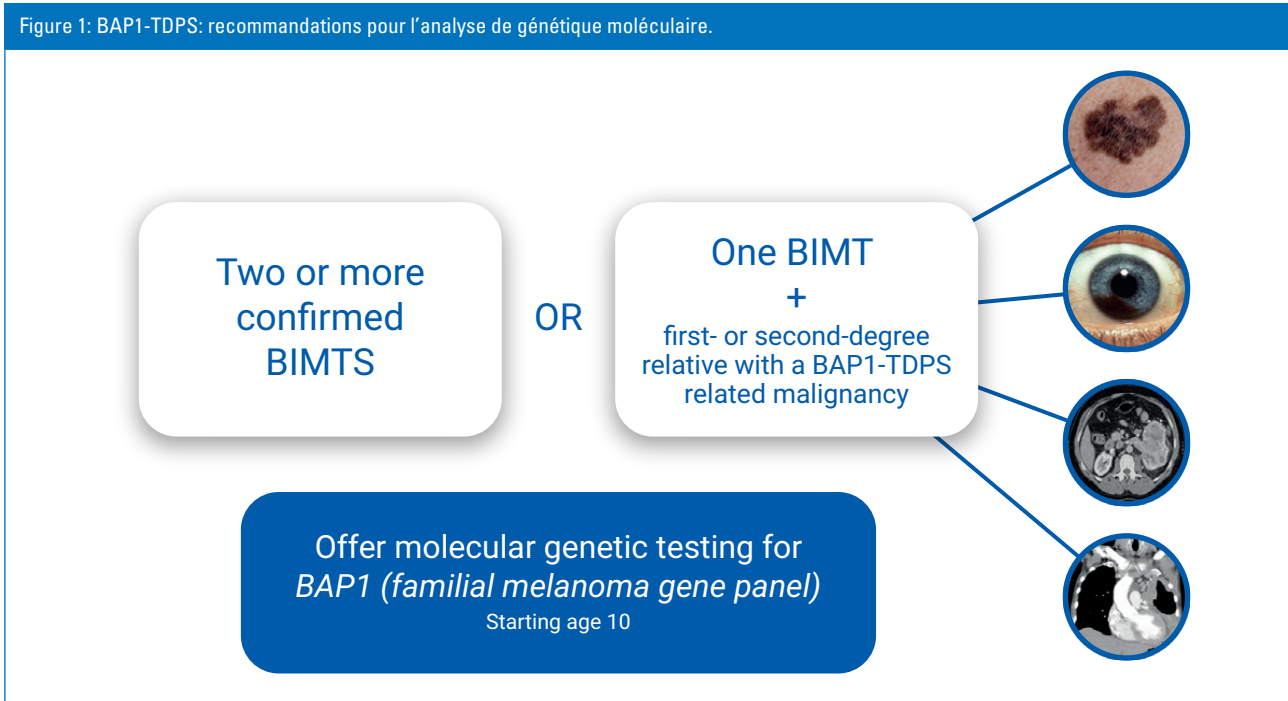 Figure 1: BAP1-TDPS: recommandations pour l'analyse de génétique moléculaire.
Two or more
confirmed
BIMTS
OR
One BIMT
+
first- or second-degree
relative with a BAP1-TDPS
related malignancy
Offer molecular genetic testing for
BAP1 (familial melanoma gene panel)
Starting age 10